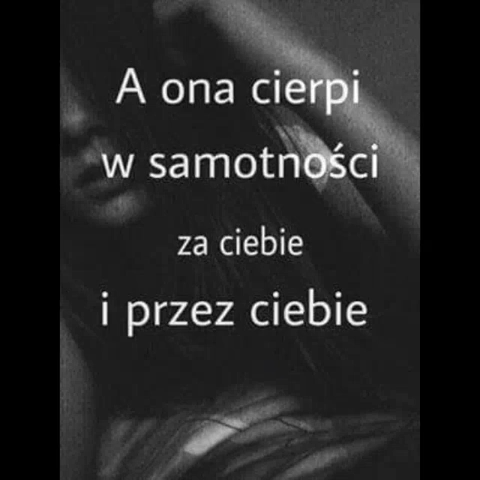 A ona cierpi
w samotności
za ciebie
i przez ciebie